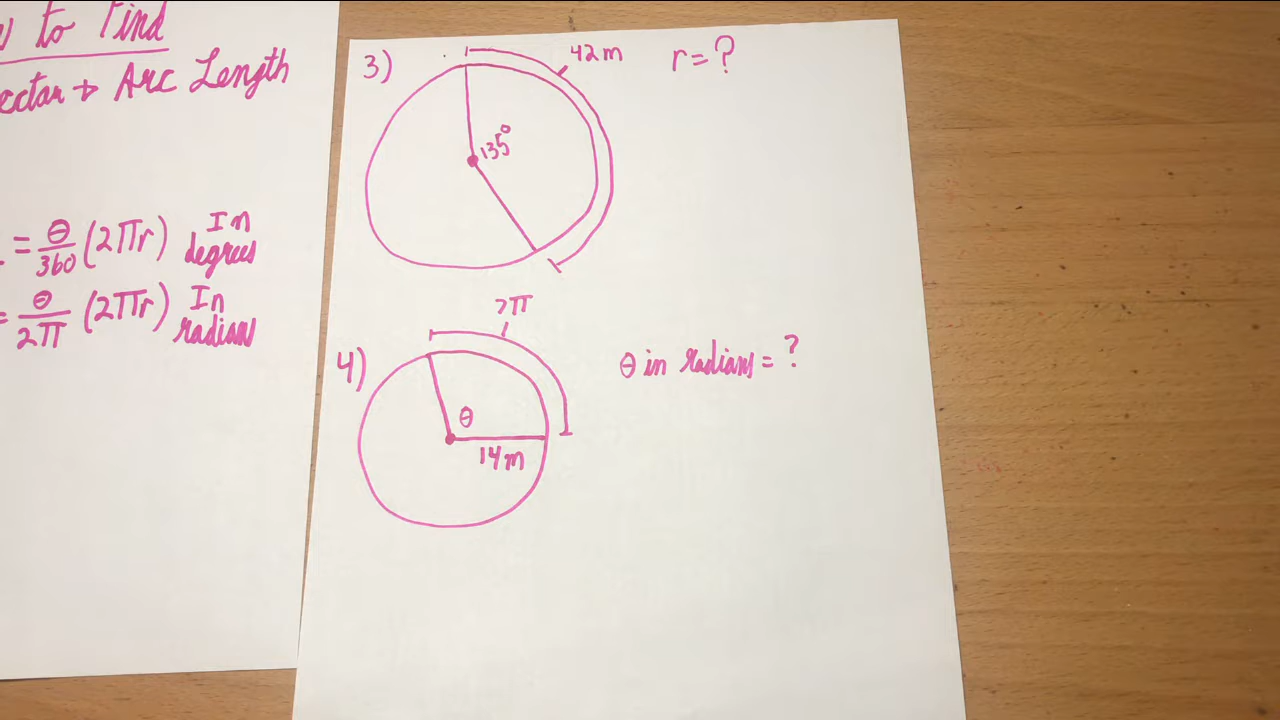 to Find
Arc Length
= θ/360 (2πr) In degrees
= θ/2π (2πr) In radians
3)
42m
r = ?
135°
4)
7π
θ in radians = ?
θ
14m